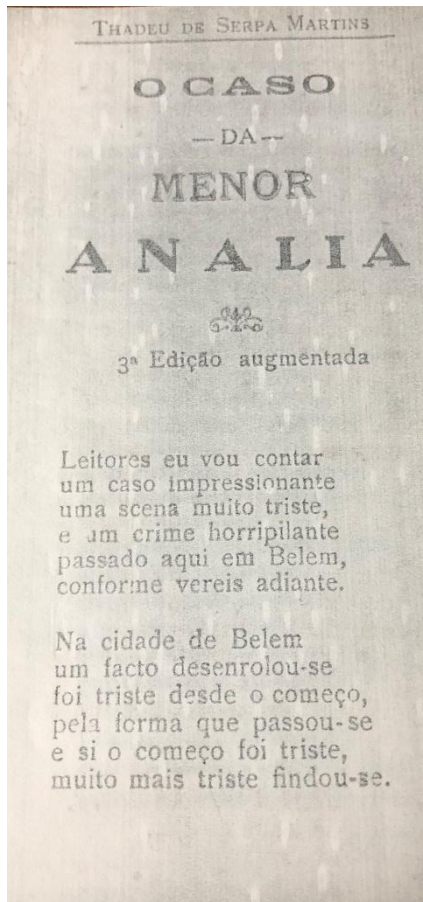 THADEU DE SERPA MARTINS
O CASO
—DA—
MENOR
ANALIA
3ª Edição augmentada
Leitores eu vou contar
um caso impressionante
uma scena muito triste,
e um crime horripilante
passado aqui em Belem,
conforme vereis adiante.
Na cidade de Belem
um facto desenrolou-se
foi triste desde o começo,
pela forma que passou-se
e si o começo foi triste,
muito mais triste findou-se.